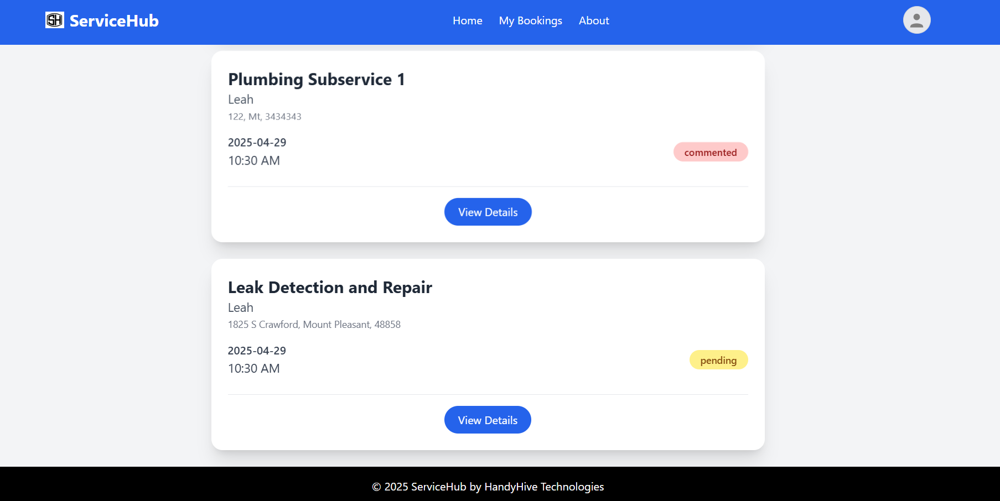 SH ServiceHub
Home My Bookings About
Plumbing Subservice 1
Leah
122, Mt, 3434343
2025-04-29
10:30 AM
commented
View Details
Leak Detection and Repair
Leah
1825 S Crawford, Mount Pleasant, 48858
2025-04-29
10:30 AM
pending
View Details
© 2025 ServiceHub by HandyHive Technologies